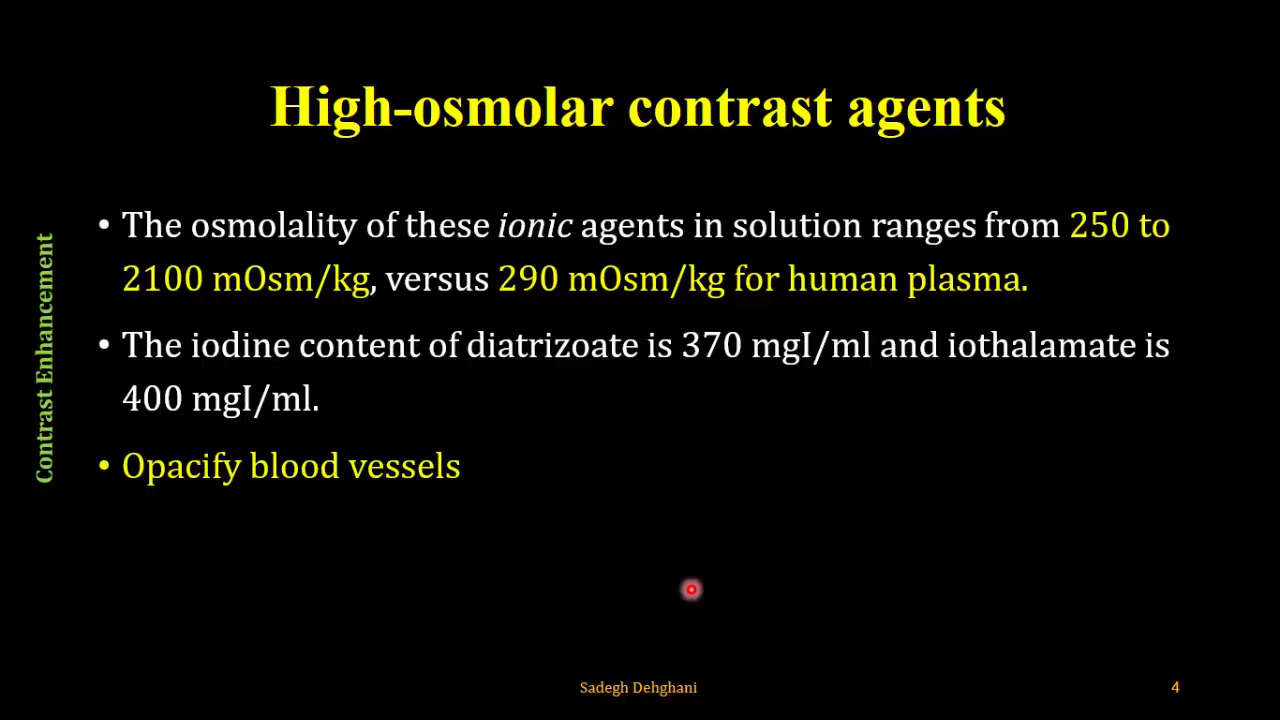 High-osmolar contrast agents
• The osmolality of these ionic agents in solution ranges from 250 to
2100 mOsm/kg, versus 290 mOsm/kg for human plasma.
• The iodine content of diatrizoate is 370 mgI/ml and iothalamate is
400 mgI/ml.
• Opacify blood vessels
Contrast Enhancement
Sadegh Dehghani
4